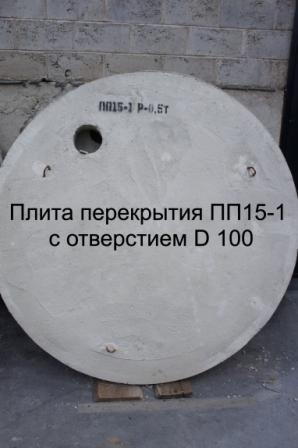 ПП15-1 Р-0,5Т
Плита перекрытия ПП15-1
с отверстием D 100